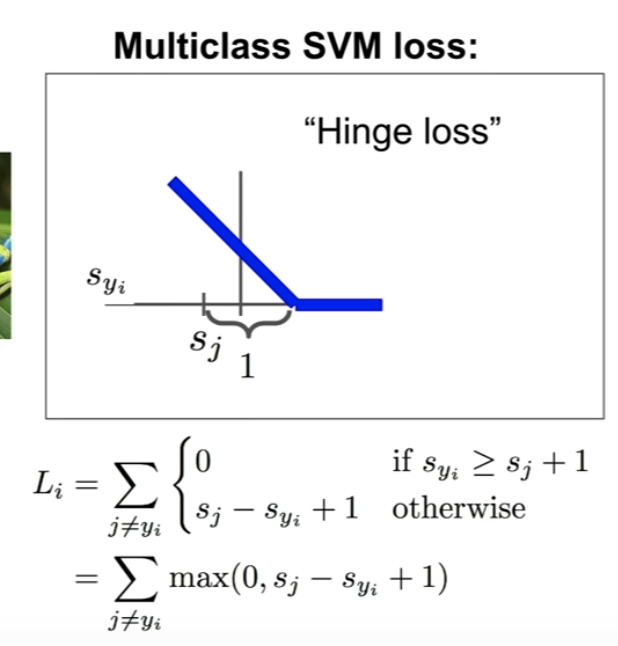 Multiclass SVM loss:
“Hinge loss”
s_{y_i}
s_j
1
L_i = \sum_{j \neq y_i} \begin{cases} 0 & \text{if } s_{y_i} \geq s_j + 1 \\ s_j - s_{y_i} + 1 & \text{otherwise} \end{cases}
= \sum_{j \neq y_i} \max(0, s_j - s_{y_i} + 1)